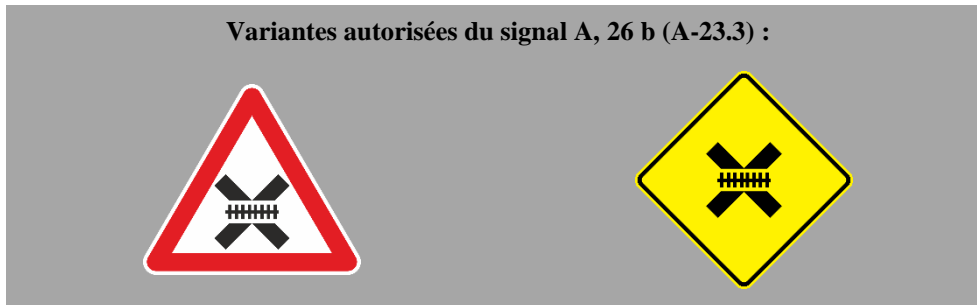 Variantes autorisées du signal A, 26 b (A-23.3) :